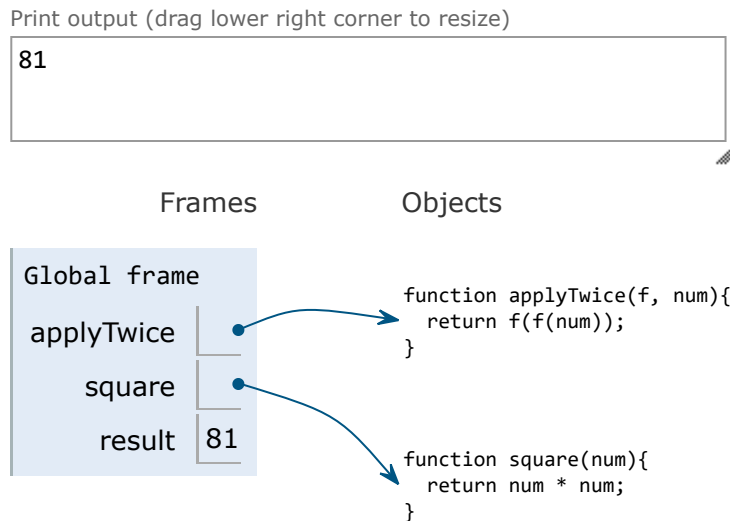 Print output (drag lower right corner to resize)
81
Frames
Objects
Global frame
applyTwice
square
result 81
function applyTwice(f, num){
  return f(f(num));
}
function square(num){
  return num * num;
}